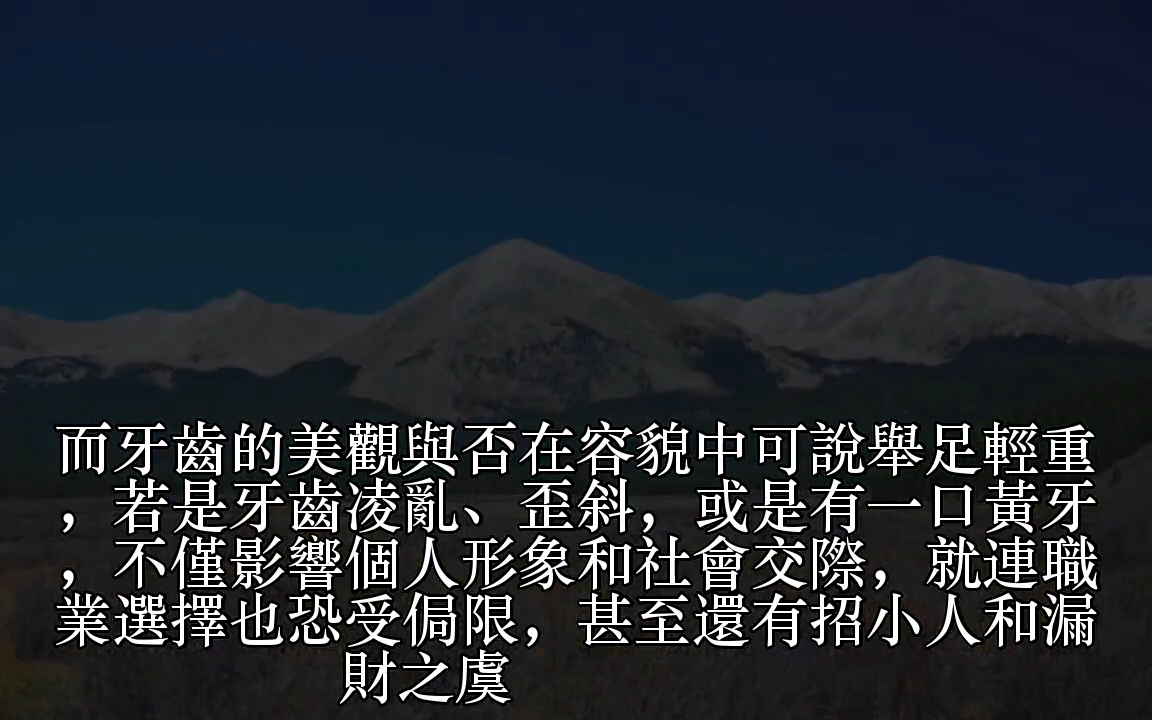 而牙齒的美觀與否在容貌中可說舉足輕重
，若是牙齒凌亂、歪斜，或是有一口黃牙
，不僅影響個人形象和社會交際，就連職
業選擇也恐受侷限，甚至還有招小人和漏
財之虞